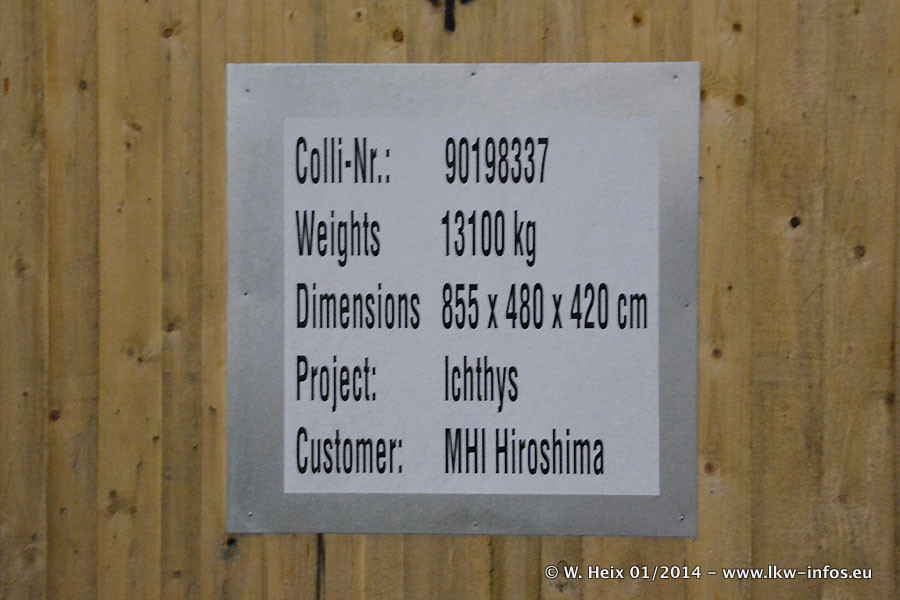 Colli-Nr.: 90198337
Weights 13100 kg
Dimensions 855 x 480 x 420 cm
Project: Ichthys
Customer: MHI Hiroshima
© W. Heix 01/2014 - www.lkw-infos.eu